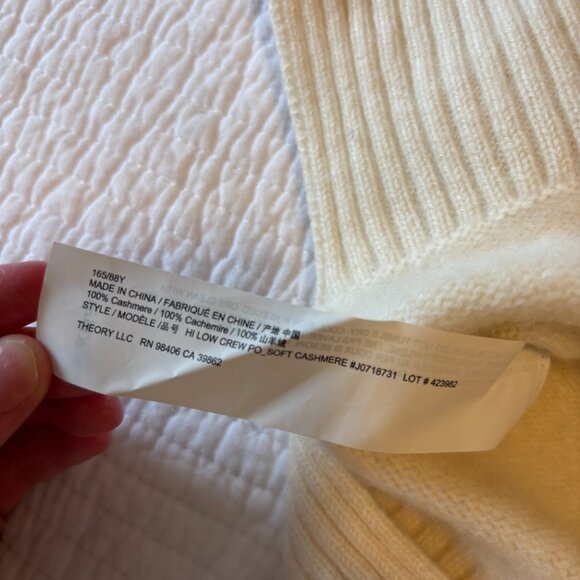 165/88Y
MADE IN CHINA / FABRIQUÉ EN CHINE / 产地 中国
100% Cashmere / 100% Cachemire / 100% 山羊绒
STYLE / MODÈLE / 品号 HI LOW CREW PO_SOFT CASHMERE #J0718731 LOT # 423982
THEORY LLC RN 98406 CA 39862